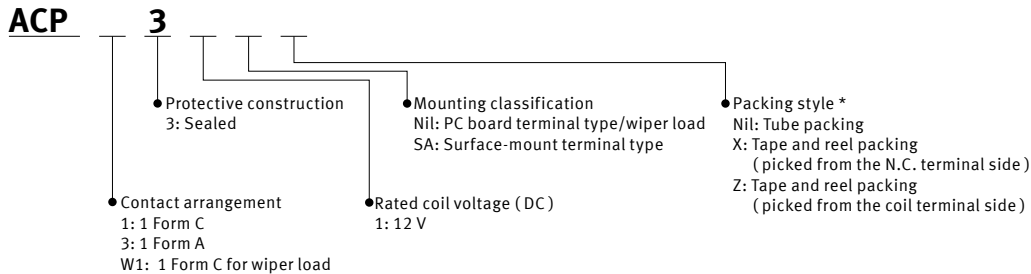 ACP 3
Protective construction
3: Sealed
Mounting classification
Nil: PC board terminal type/wiper load
SA: Surface-mount terminal type
Packing style *
Nil: Tube packing
X: Tape and reel packing
( picked from the N.C. terminal side )
Z: Tape and reel packing
( picked from the coil terminal side )
Contact arrangement
1: 1 Form C
3: 1 Form A
W1: 1 Form C for wiper load
Rated coil voltage ( DC )
1: 12 V